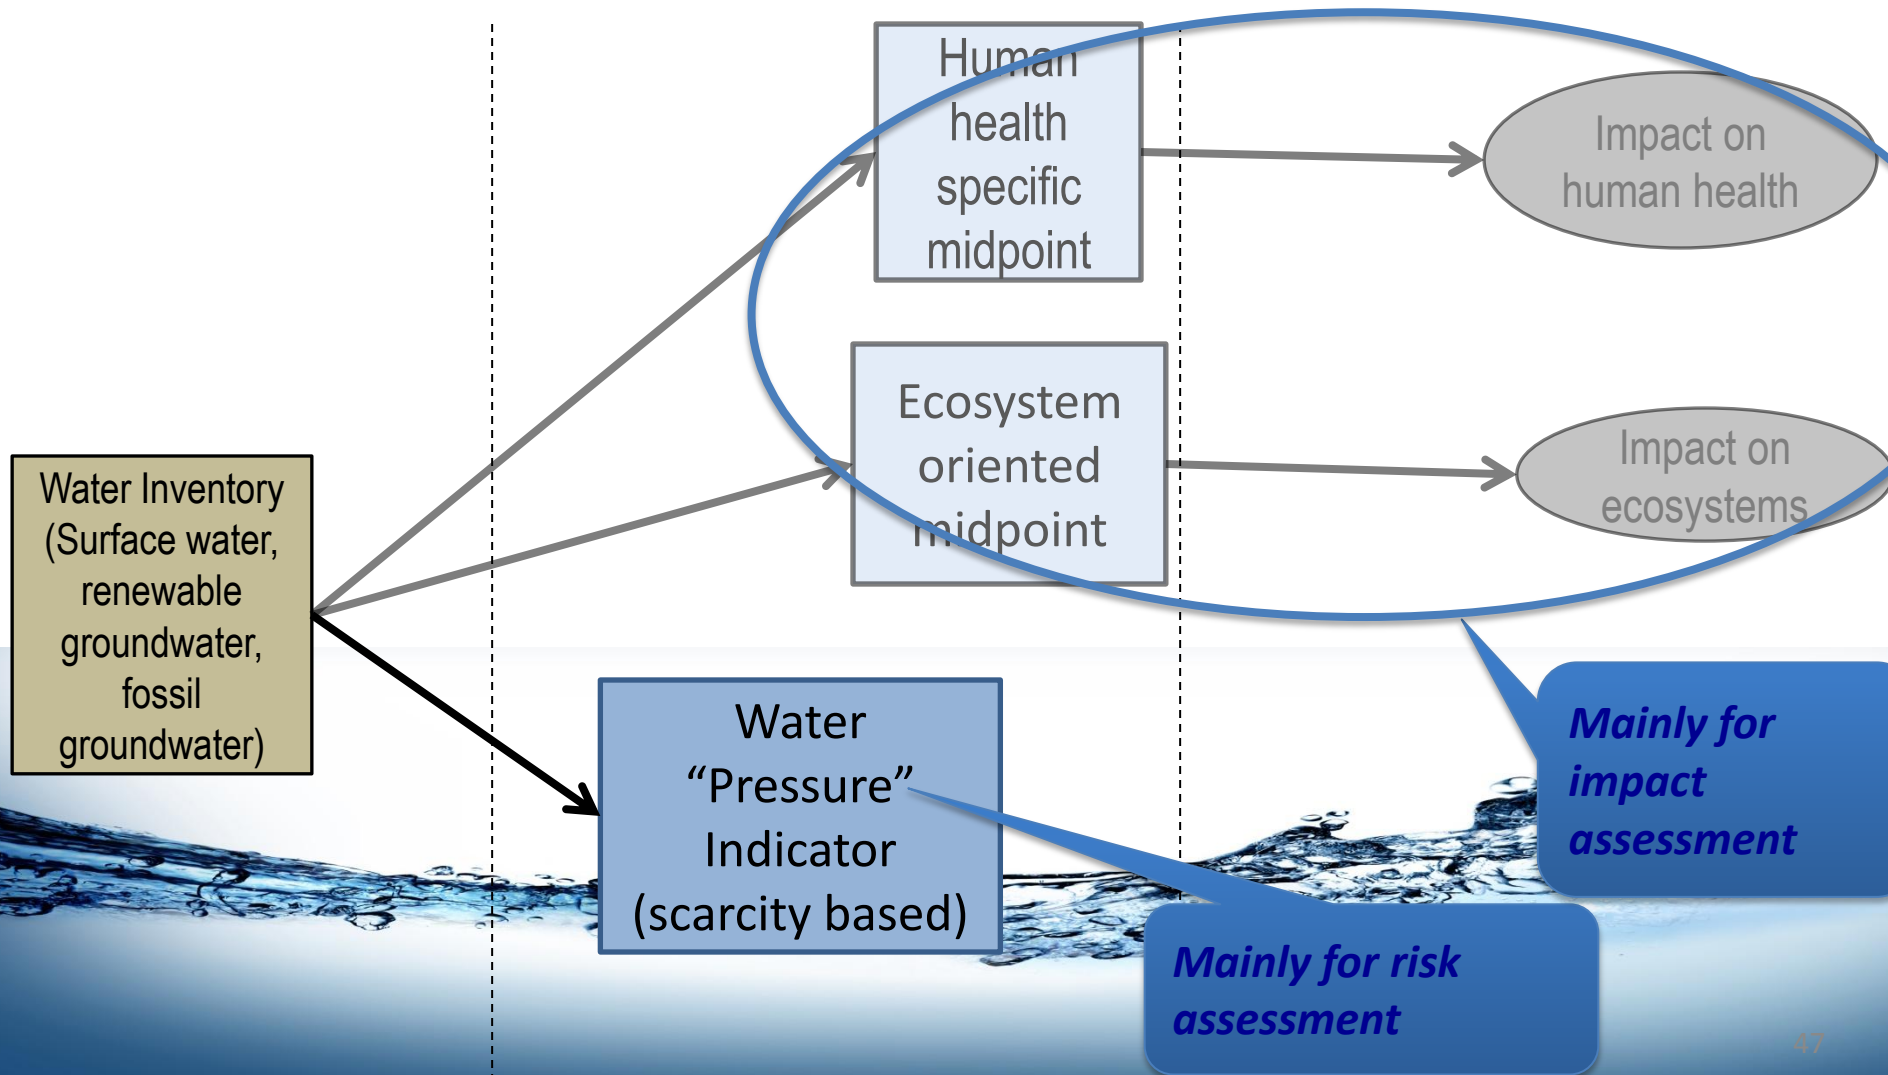 Human
health
specific
midpoint
Impact on
human health
Ecosystem
oriented
midpoint
Impact on
ecosystems
Water Inventory
(Surface water,
renewable
groundwater,
fossil
groundwater)
Water
“Pressure”
Indicator
(scarcity based)
Mainly for
impact
assessment
Mainly for risk
assessment
47